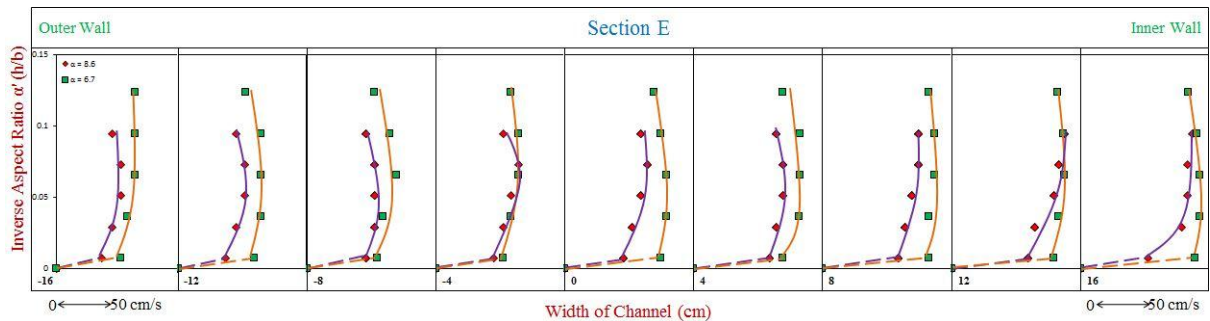 Outer Wall
Section E
Inner Wall
Inverse Aspect Ratio α' (h/b)
0.15
0.1
0.05
0
α = 8.6
α = 6.7
-16
-12
-8
-4
0
4
8
12
16
0 50 cm/s
Width of Channel (cm)
0 50 cm/s